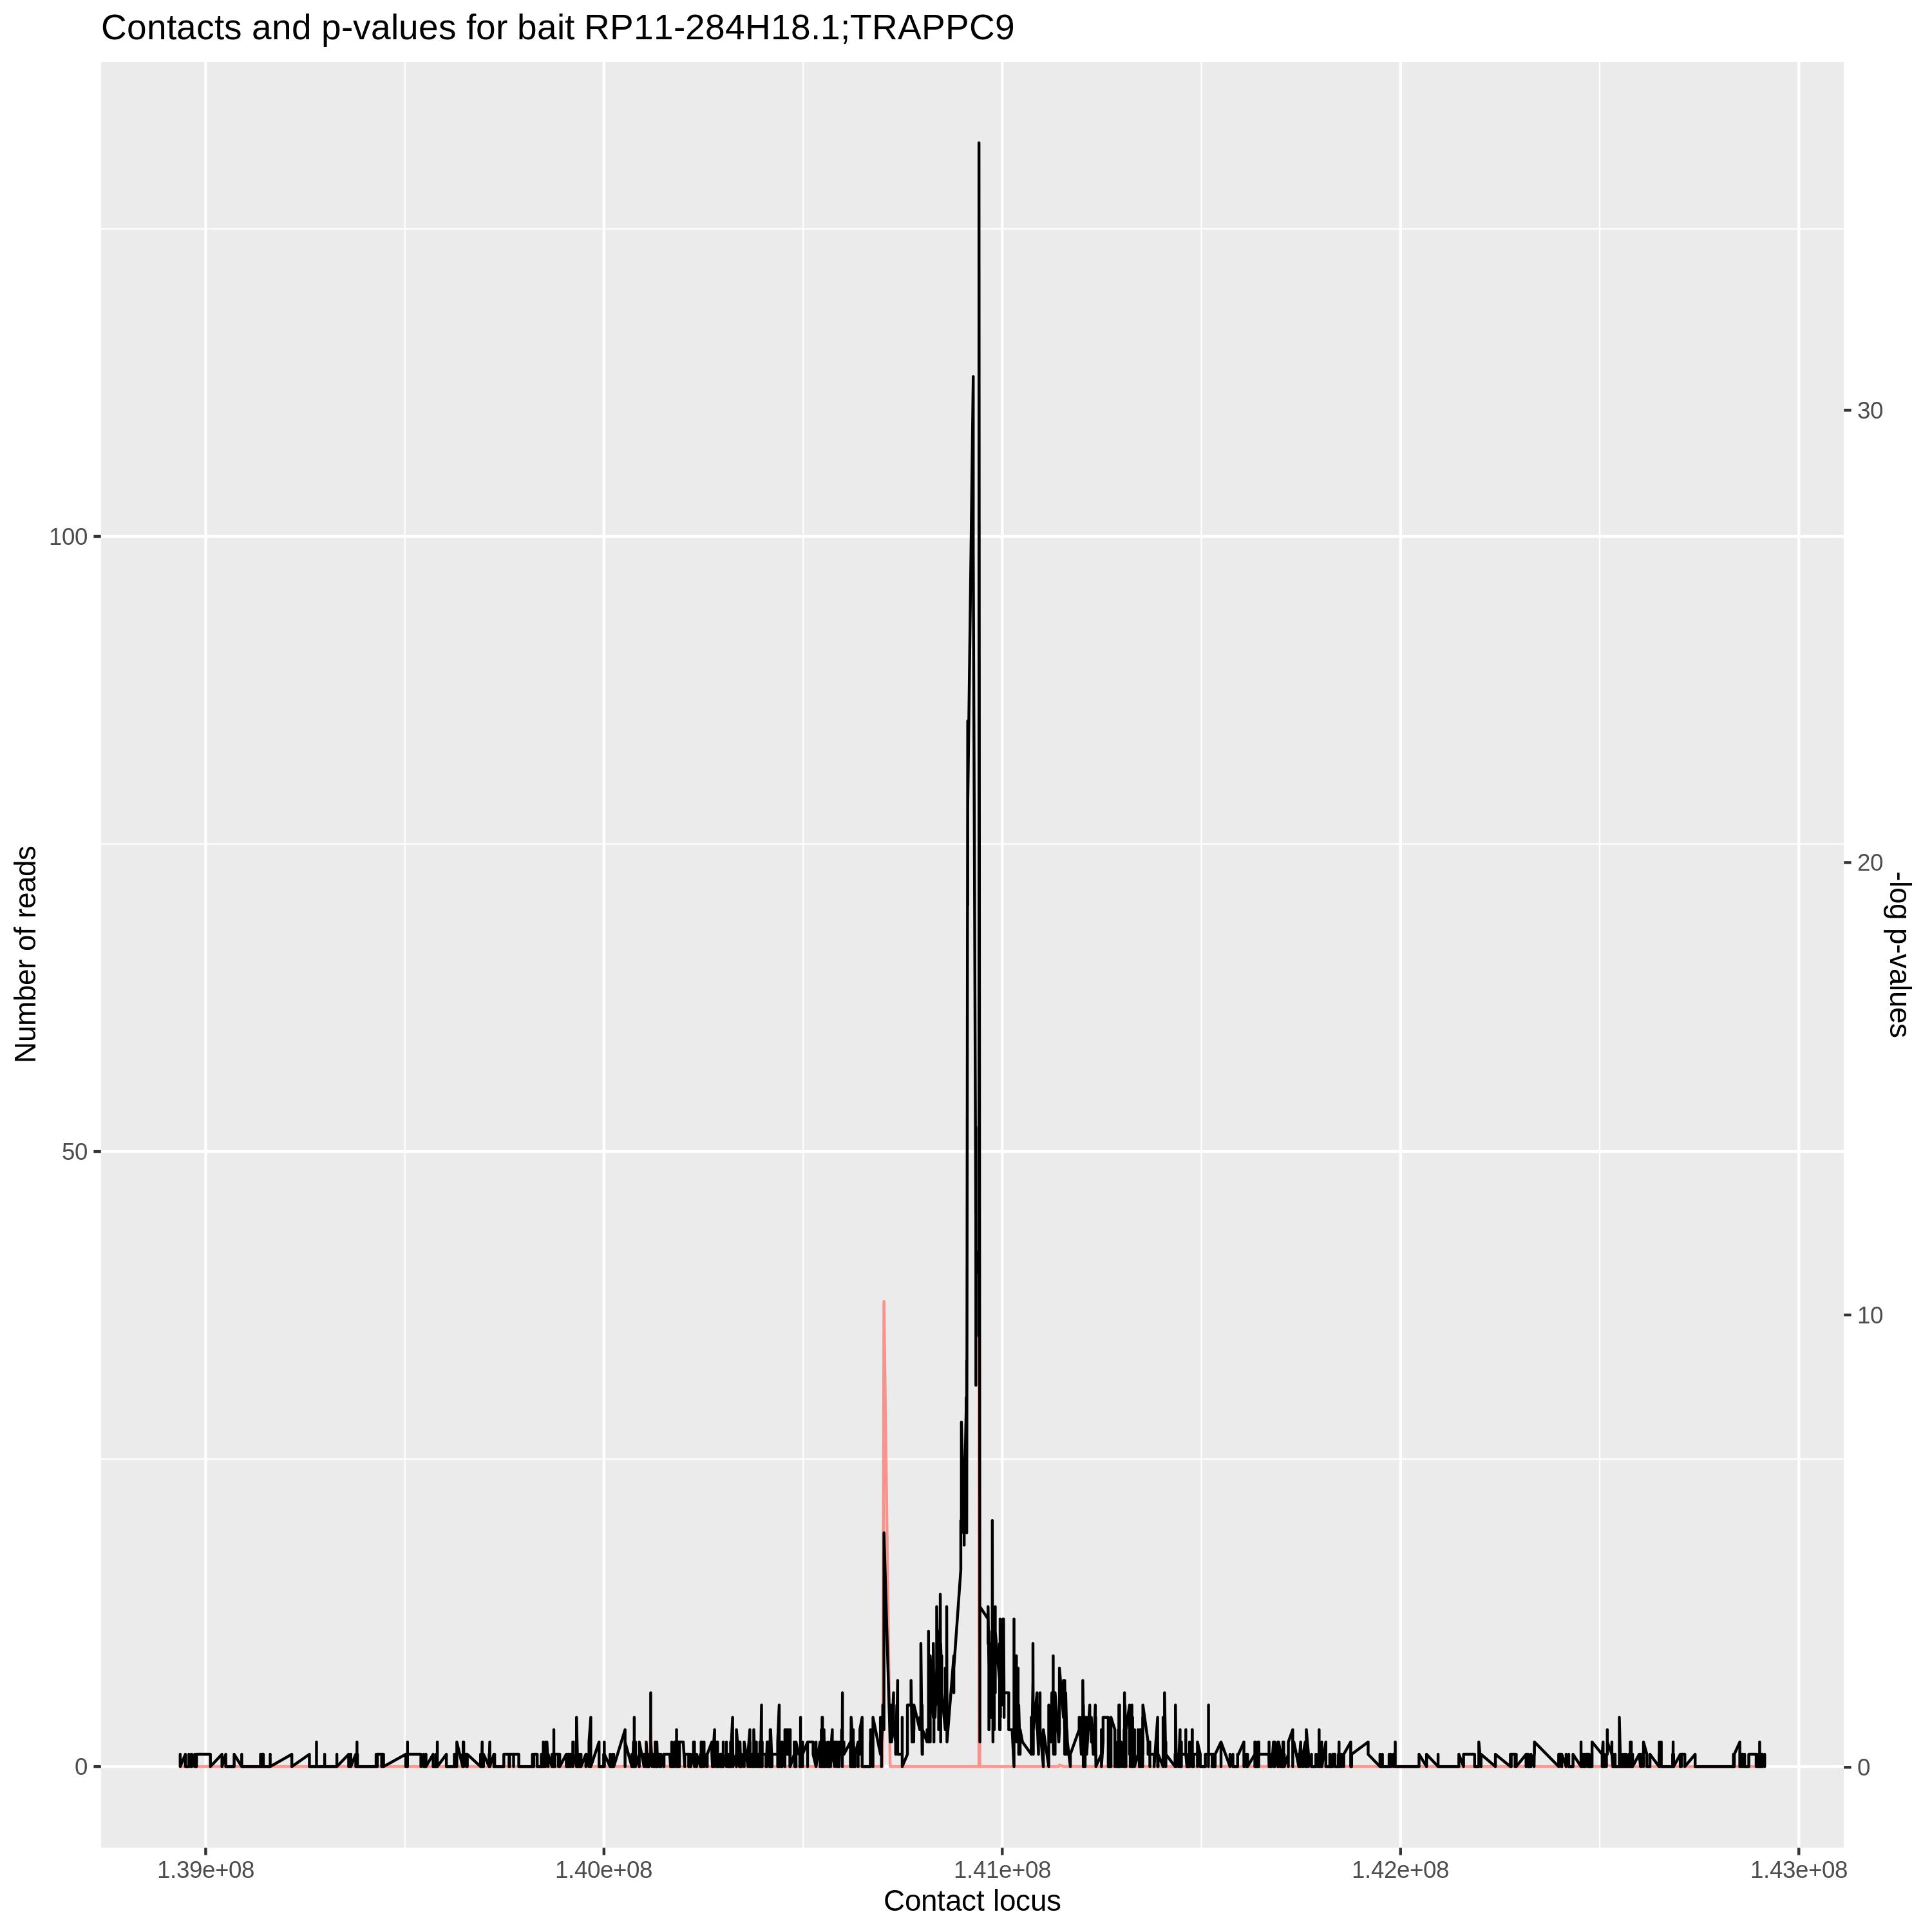 Contacts and p-values for bait RP11-284H18.1;TRAPPC9
Number of reads
100
50
0
30
20
10
0
-log p-values
1.39e+08
1.40e+08
1.41e+08
1.42e+08
1.43e+08
Contact locus